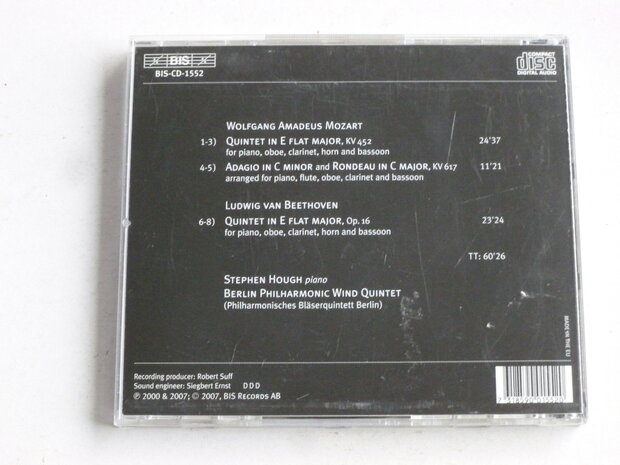 BIS
BIS-CD-1552
COMPACT
disc
DIGITAL AUDIO
WOLFGANG AMADEUS MOZART
1-3) QUINTET IN E FLAT MAJOR, KV 452 24'37
for piano, oboe, clarinet, horn and bassoon
4-5) ADAGIO IN C MINOR and RONDEAU IN C MAJOR, KV 617 11'21
arranged for piano, flute, oboe, clarinet and bassoon
LUDWIG VAN BEETHOVEN
6-8) QUINTET IN E FLAT MAJOR, Op. 16 23'24
for piano, oboe, clarinet, horn and bassoon
TT: 60'26
STEPHEN HOUGH piano
BERLIN PHILHARMONIC WIND QUINTET
(Philharmonisches Bläserquintett Berlin)
MADE IN THE EU
Recording producer: Robert Suff
Sound engineer: Siegbert Ernst D D D
℗ 2000 & 2007; © 2007, BIS RECORDS AB